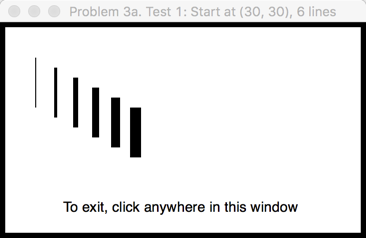 Problem 3a. Test 1: Start at (30, 30), 6 lines
To exit, click anywhere in this window